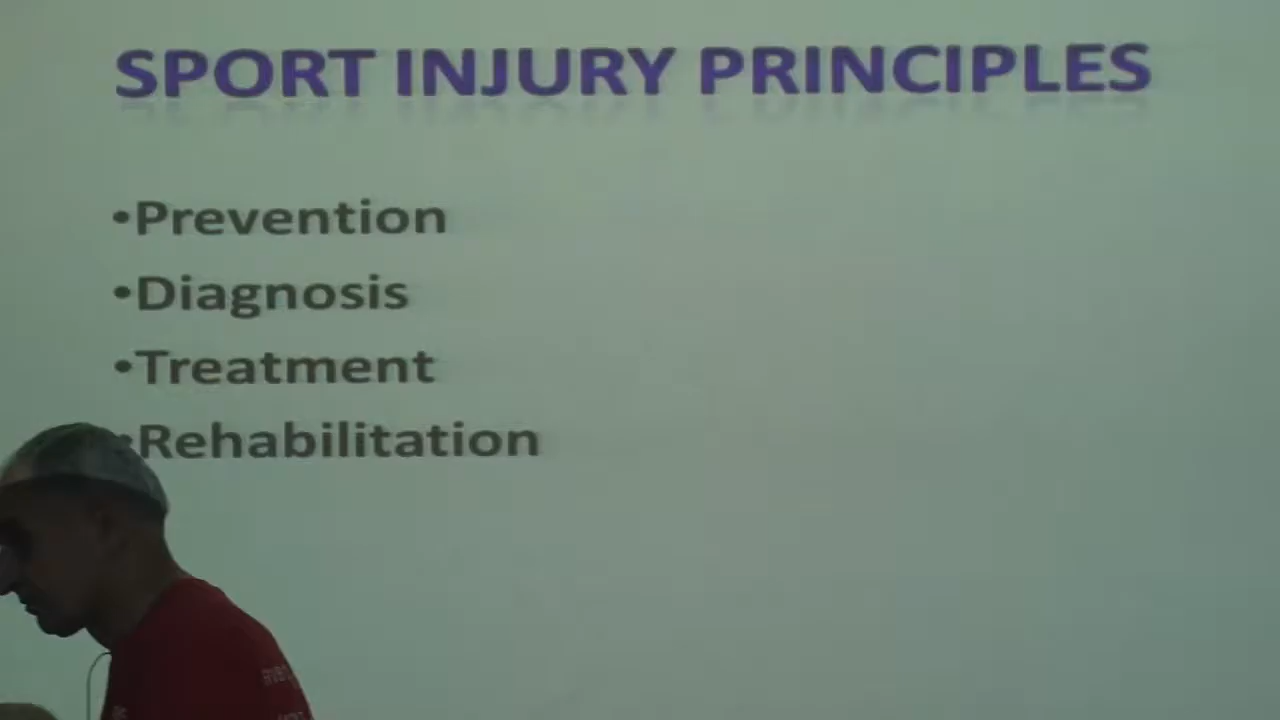 SPORT INJURY PRINCIPLES
•Prevention
•Diagnosis
•Treatment
•Rehabilitation